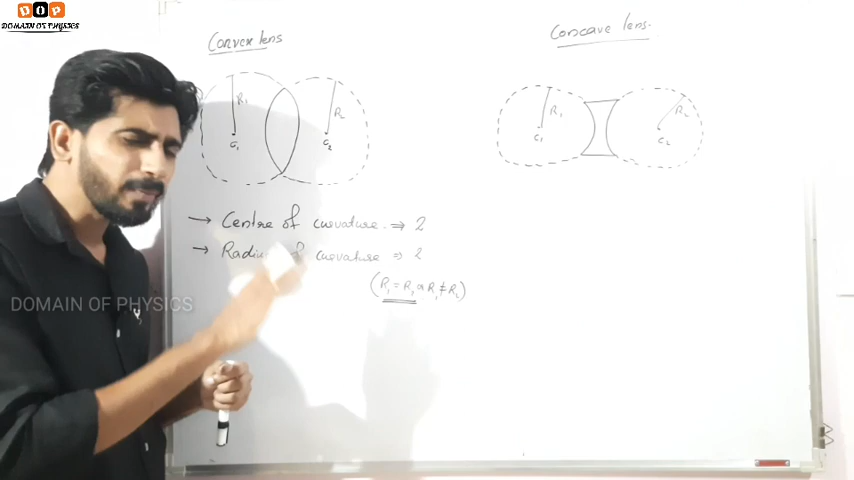 DOP
DOMAIN OF PHYSICS
Convex lens
Concave lens.
R₁
R₂
C₁
C₂
R₁
R₂
C₁
C₂
→ Centre of curvature. ⇒ 2
→ Radius of curvature ⇒ 2
(R₁ = R₂ or R₁ ≠ R₂)
DOMAIN OF PHYSICS